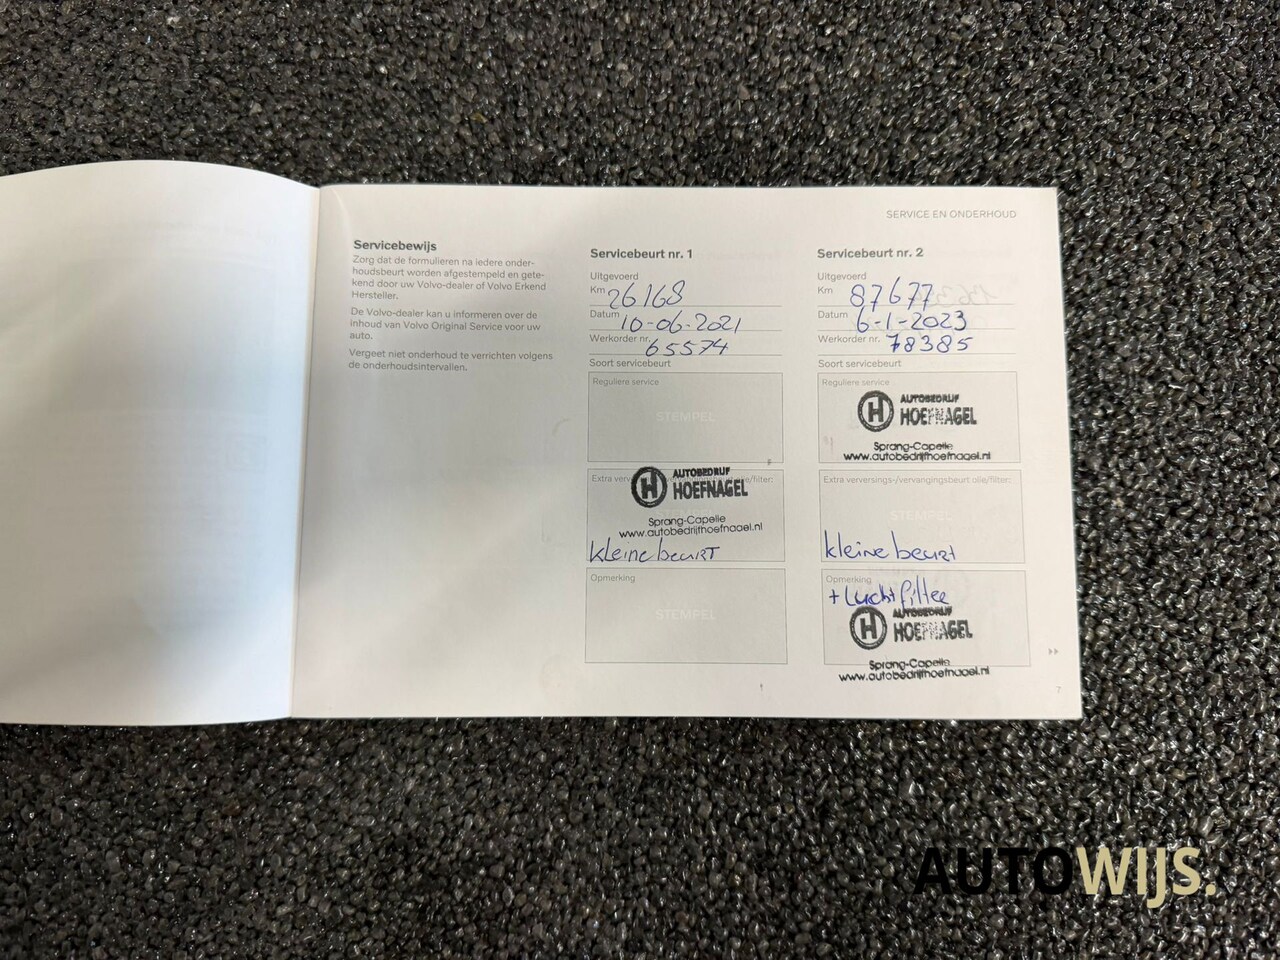 SERVICE EN ONDERHOUD
Servicebewijs
Zorg dat de formulieren na iedere onder-
houdsbeurt worden afgestempeld en gete-
kend door uw Volvo-dealer of Volvo Erkend
Hersteller.
De Volvo-dealer kan u informeren over de
inhoud van Volvo Original Service voor uw
auto.
Vergeet niet onderhoud te verrichten volgens
de onderhoudsintervallen.
Servicebeurt nr. 1
Uitgevoerd
Km 26168
Datum 10-06-2021
Werkorder nr. 65574
Soort servicebeurt
Reguliere service
STEMPEL
Extra
/filter:
AUTOBEDRIJF
HOEFNAGEL
Sprang-Capelle
www.autobedrijfhoefnagel.nl
kleine beurt
Opmerking
STEMPEL
Servicebeurt nr. 2
Uitgevoerd
Km 87677
Datum 6-1-2023
Werkorder nr. 78385
Soort servicebeurt
Reguliere service
AUTOBEDRIJF
HOEFNAGEL
Sprang-Capelle
www.autobedrijfhoefnagel.nl
Extra verversings-/vervangingsbeurt olie/filter:
STEMPEL
kleine beurt
Opmerking
+ Luchtfilter
AUTOBEDRIJF
HOEFNAGEL
Sprang-Capelle
www.autobedrijfhoefnagel.nl
7
AUTOWIJS.